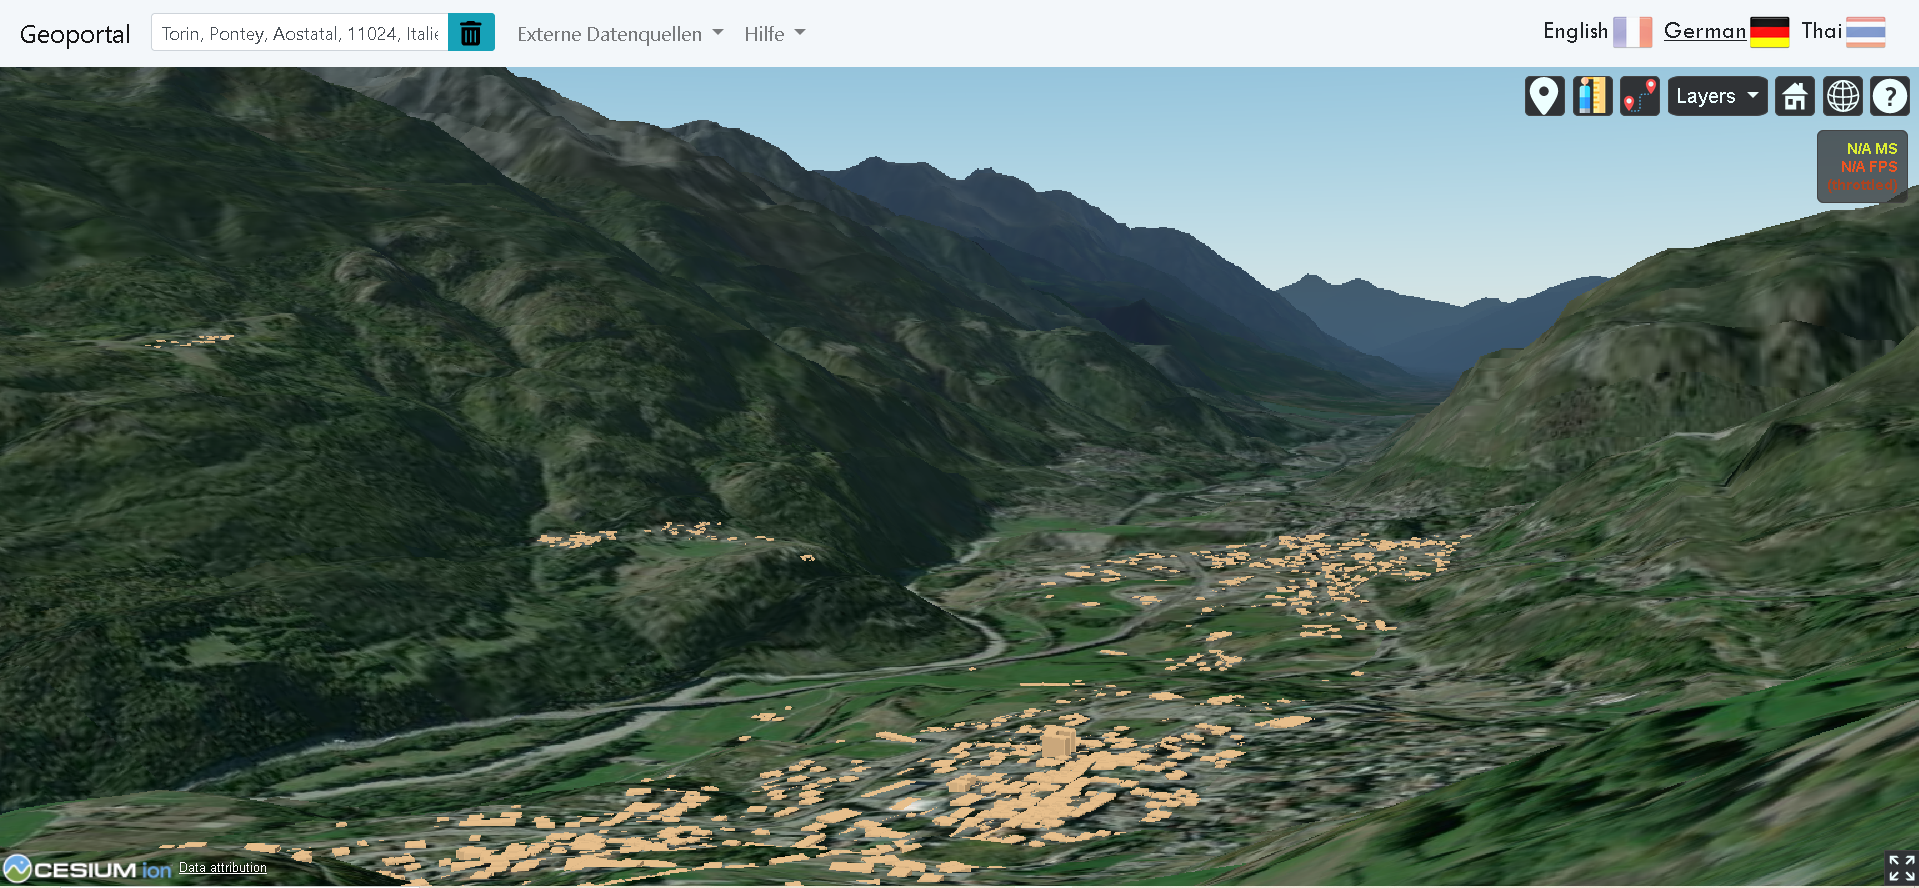 Geoportal
Torin, Pontey, Aostatal, 11024, Italie
Externe Datenquellen
Hilfe
English
German
Thai
Layers
?
N/A MS
N/A FPS
(throttled)
CESIUM ion
Data attribution